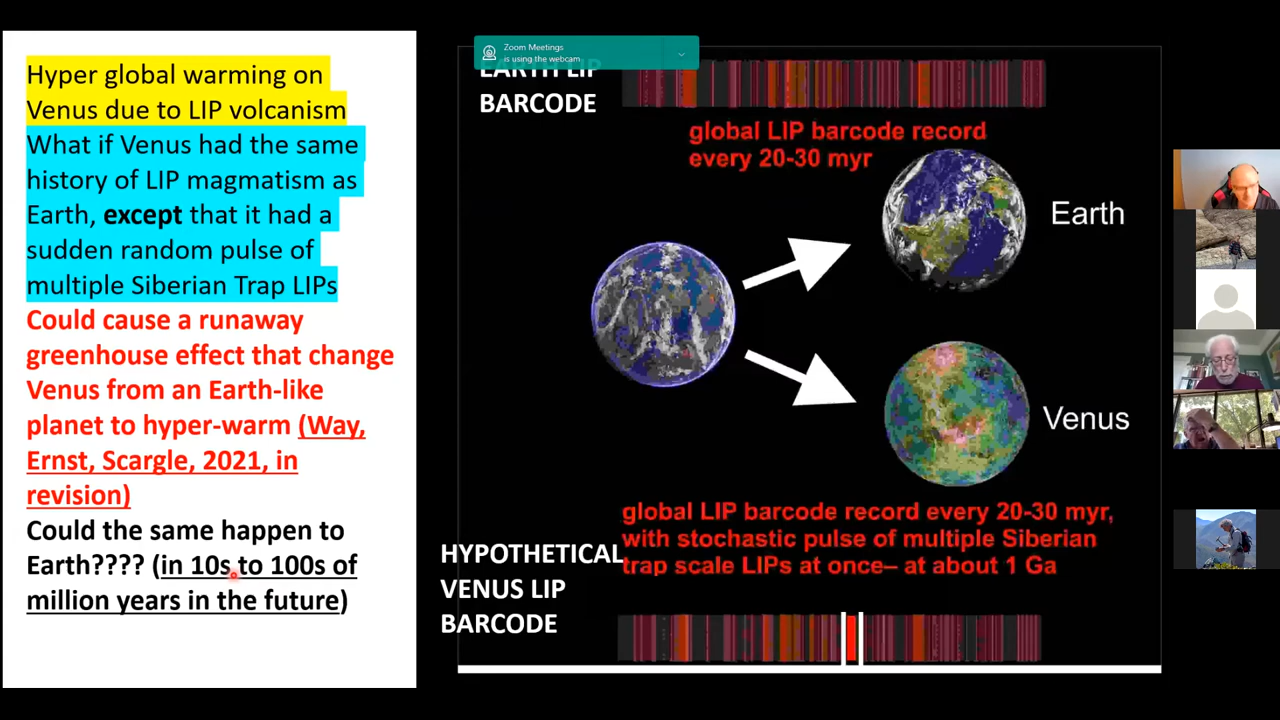 Hyper global warming on
Venus due to LIP volcanism
What if Venus had the same
history of LIP magmatism as
Earth, except that it had a
sudden random pulse of
multiple Siberian Trap LIPs
Could cause a runaway
greenhouse effect that change
Venus from an Earth-like
planet to hyper-warm (Way,
Ernst, Scargle, 2021, in
revision)
Could the same happen to
Earth???? (in 10s to 100s of
million years in the future)
Zoom Meetings
is using the webcam
EARTH LIP
BARCODE
global LIP barcode record
every 20-30 myr
Earth
Venus
global LIP barcode record every 20-30 myr,
with stochastic pulse of multiple Siberian
trap scale LIPs at once– at about 1 Ga
HYPOTHETICAL
VENUS LIP
BARCODE